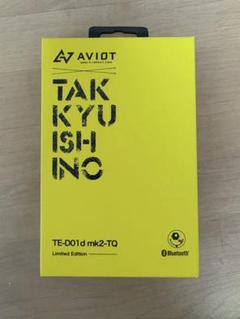 AVIOT
TAK
KYU
ISH
INO
TE-D01d mk2-TQ
Limited Edition
Bluetooth